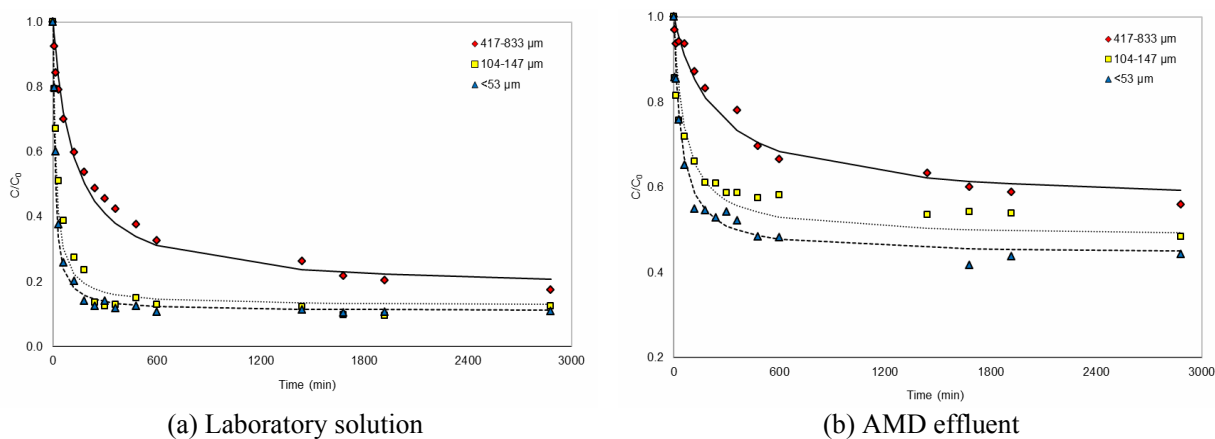 1.0
0.8
0.6
0.4
0.2
0.0
C/C₀
0 600 1200 1800 2400 3000
Time (min)
417-833 µm
104-147 µm
<53 µm
(a) Laboratory solution
1.0
0.8
0.6
0.4
0.2
C/C₀
0 600 1200 1800 2400 3000
Time (min)
417-833 µm
104-147 µm
<53 µm
(b) AMD effluent